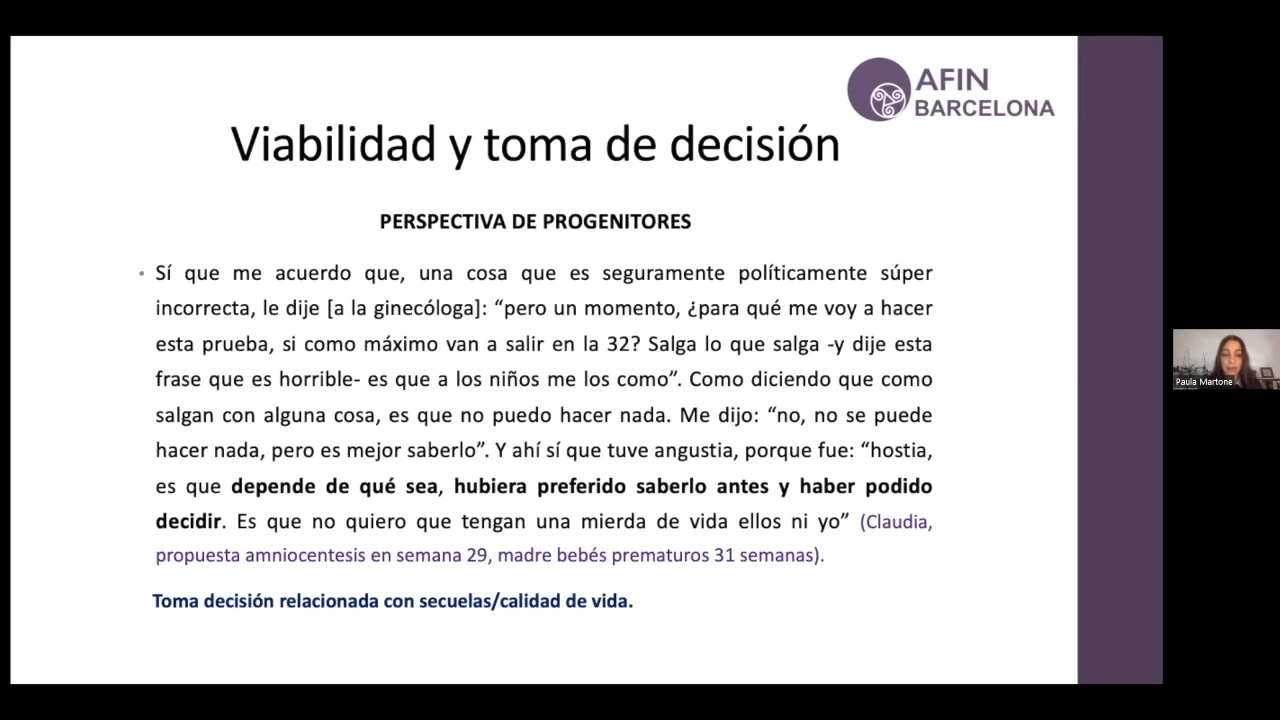 AFIN
BARCELONA
Viabilidad y toma de decisión
PERSPECTIVA DE PROGENITORES
• Sí que me acuerdo que, una cosa que es seguramente políticamente súper
incorrecta, le dije [a la ginecóloga]: “pero un momento, ¿para qué me voy a hacer
esta prueba, si como máximo van a salir en la 32? Salga lo que salga -y dije esta
frase que es horrible- es que a los niños me los como”. Como diciendo que como
salgan con alguna cosa, es que no puedo hacer nada. Me dijo: “no, no se puede
hacer nada, pero es mejor saberlo”. Y ahí sí que tuve angustia, porque fue: “hostia,
es que depende de qué sea, hubiera preferido saberlo antes y haber podido
decidir. Es que no quiero que tengan una mierda de vida ellos ni yo” (Claudia,
propuesta amniocentesis en semana 29, madre bebés prematuros 31 semanas).
Toma decisión relacionada con secuelas/calidad de vida.
Paula Martone